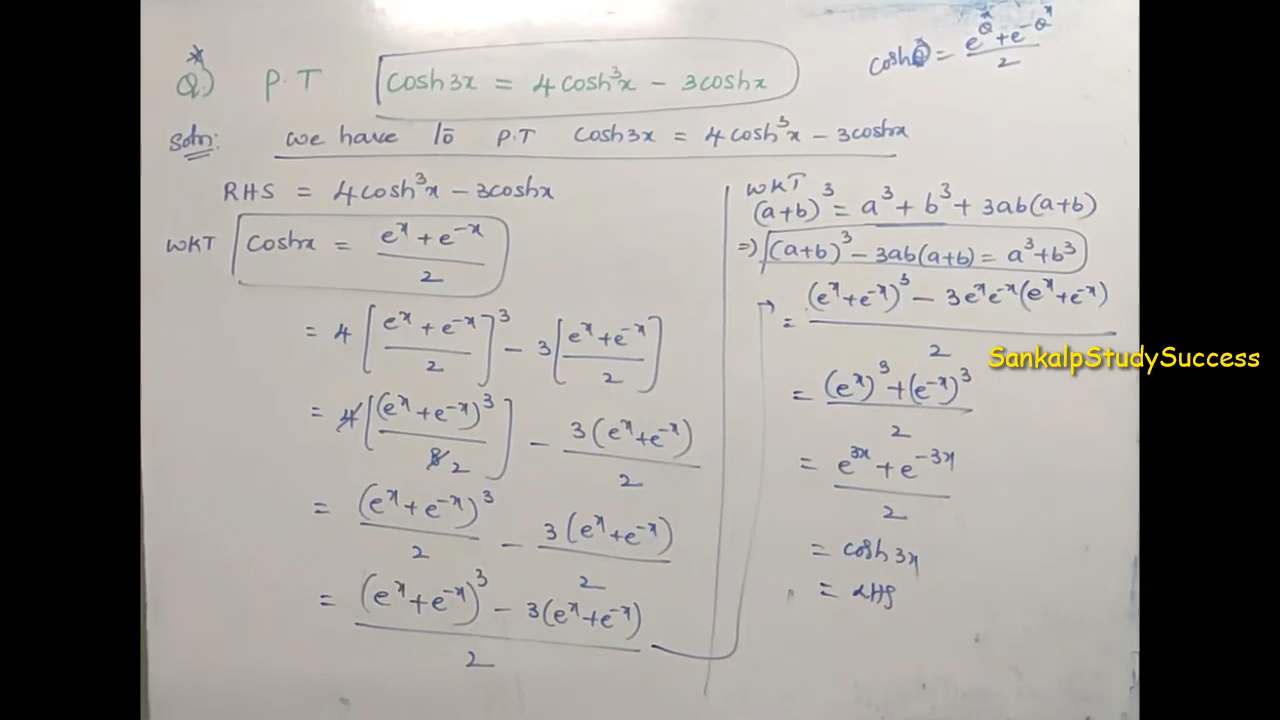 coshθ = (e^x + e^-x)/2
Q.) P.T cosh3x = 4cosh³x - 3coshx
Soln: we have to P.T cosh3x = 4cosh³x - 3coshx
RHS = 4cosh³x - 3coshx
WKT coshx = (e^x + e^-x)/2
= 4[(e^x + e^-x)/2]³ - 3[(e^x + e^-x)/2]
= 4[(e^x + e^-x)³/8 2] - 3(e^x + e^-x)/2
= (e^x + e^-x)³/2 - 3(e^x + e^-x)/2
= ((e^x + e^-x)³ - 3(e^x + e^-x))/2
WKT
(a+b)³ = a³ + b³ + 3ab(a+b)
=) (a+b)³ - 3ab(a+b) = a³+b³
→ = ((e^x + e^-x)³ - 3e^x e^-x (e^x + e^-x))/2
= ((e^x)³ + (e^-x)³)/2
= (e^3x + e^-3x)/2
= cosh3x
= LHS
SankalpStudySuccess